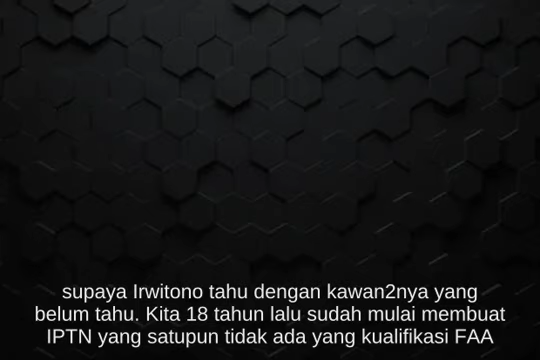 supaya Irwitono tahu dengan kawan2nya yang
belum tahu. Kita 18 tahun lalu sudah mulai membuat
IPTN yang satupun tidak ada yang kualifikasi FAA